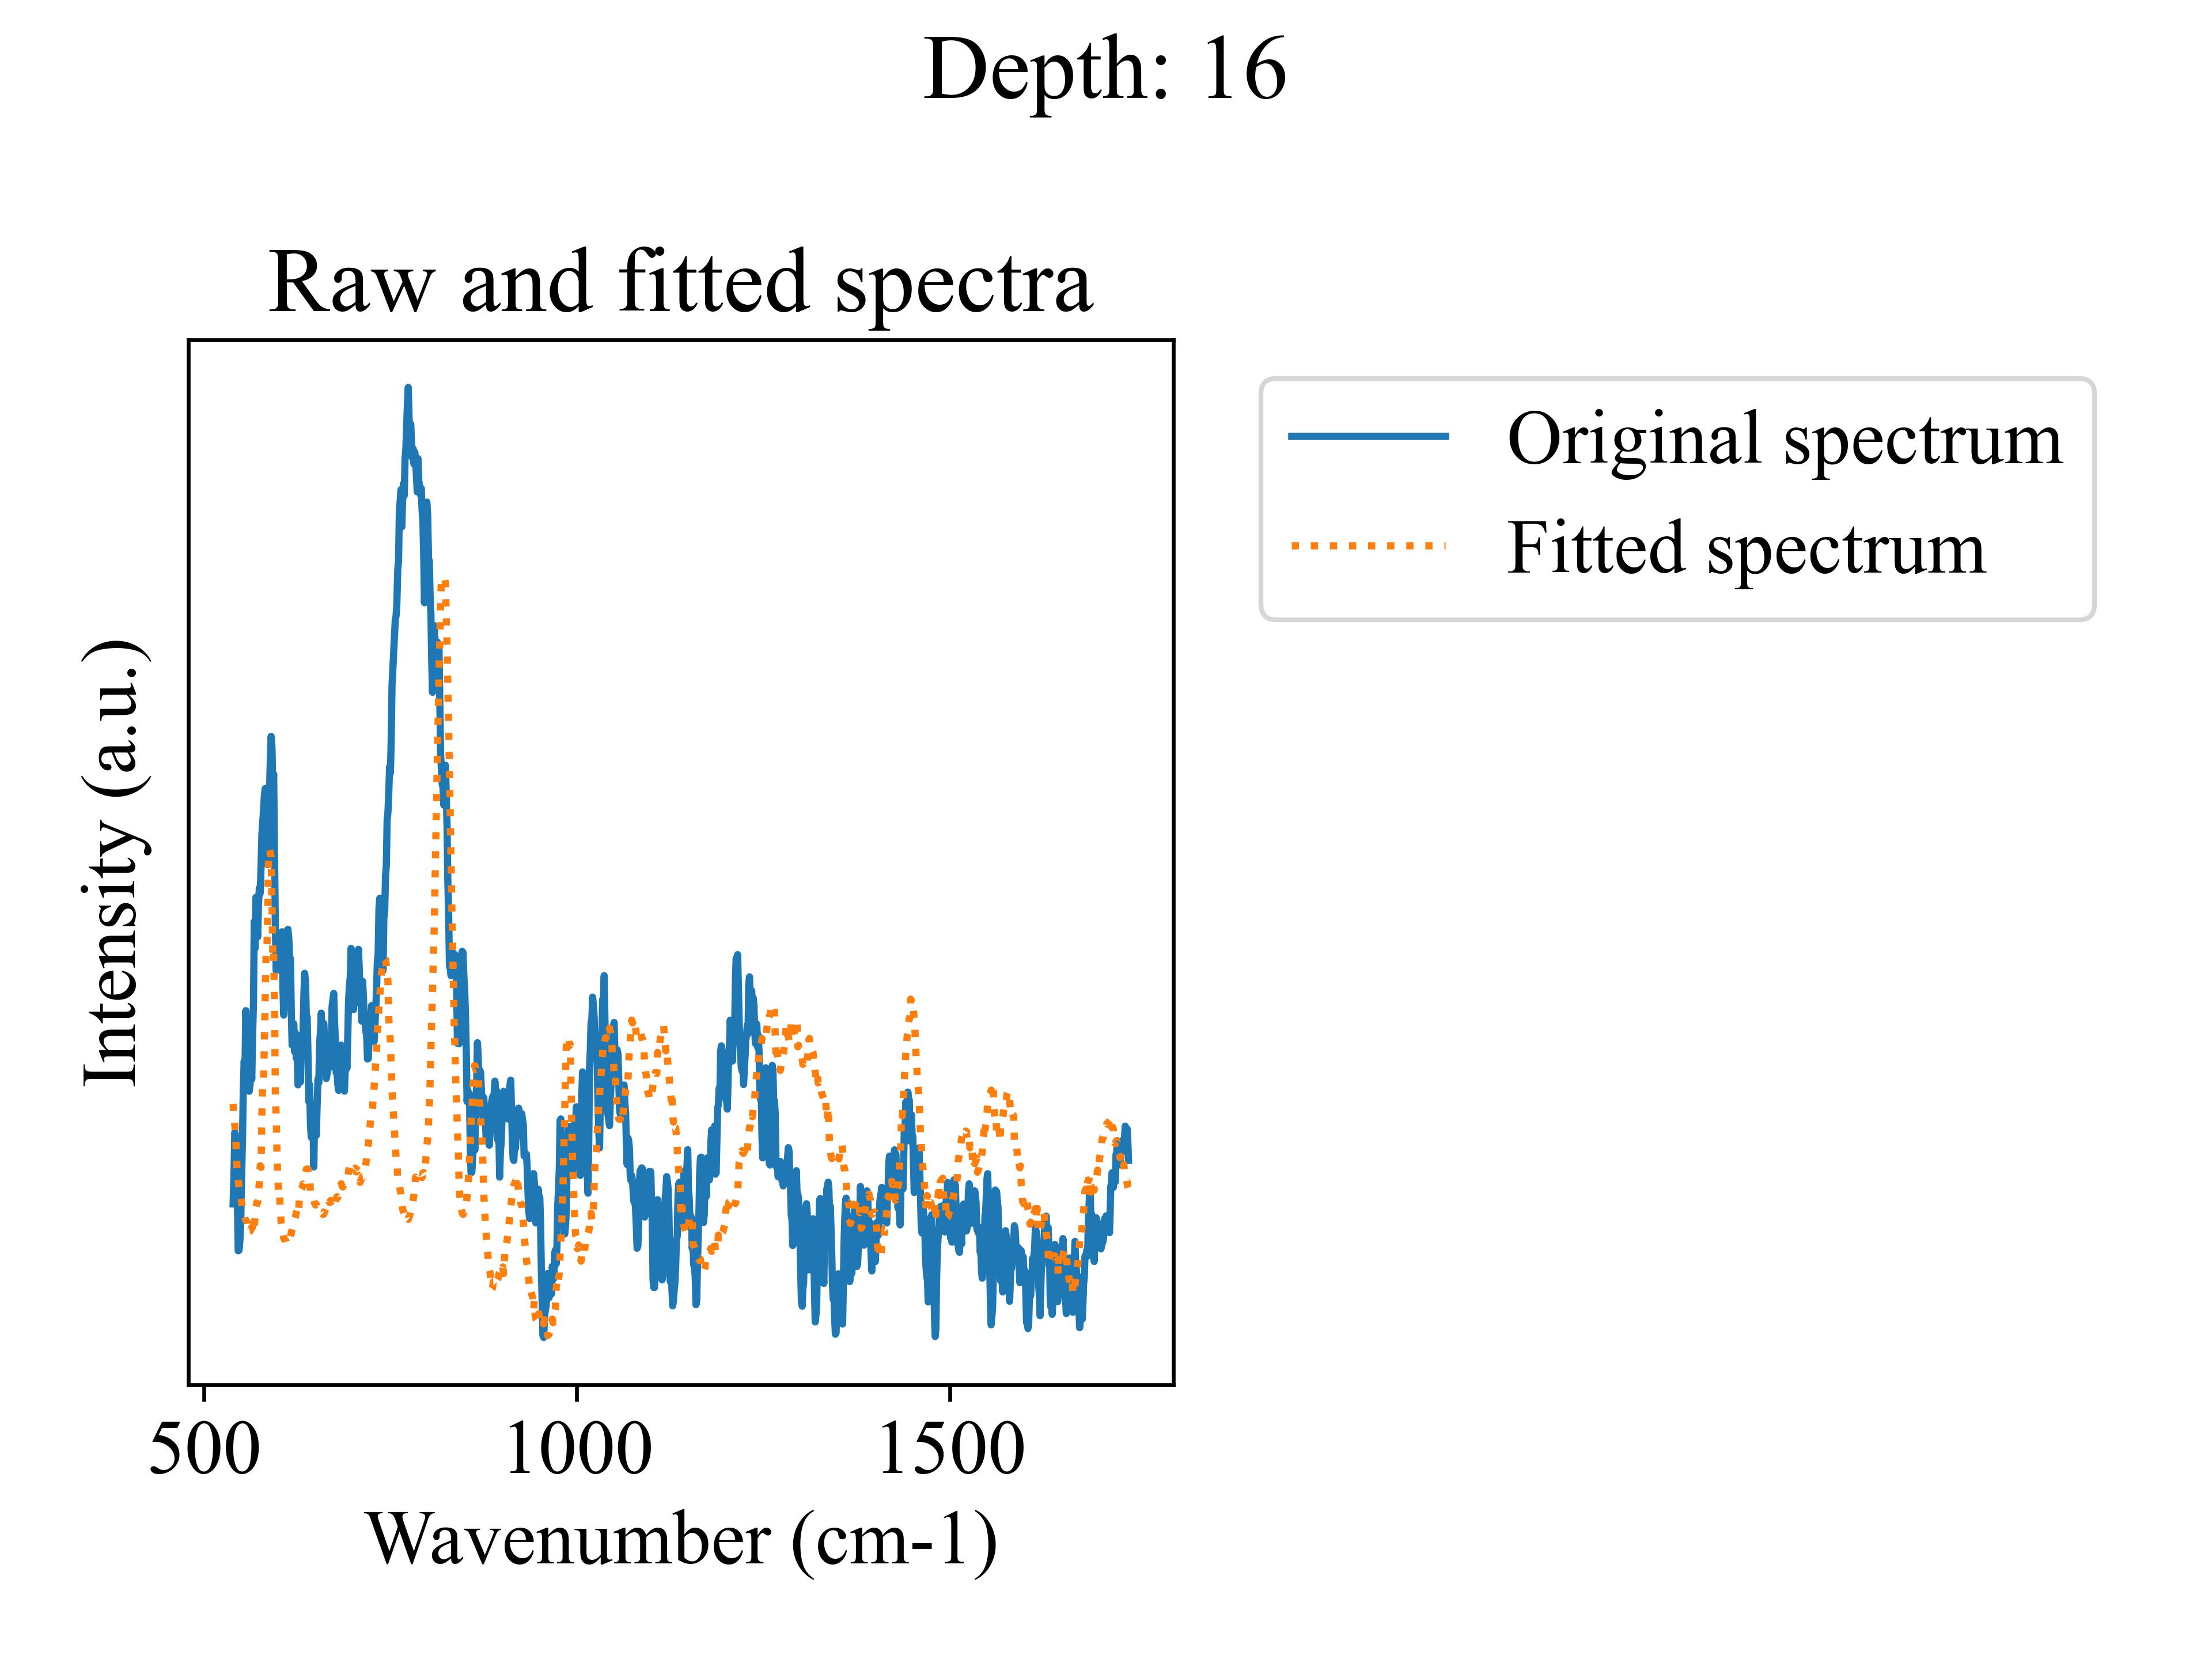 Depth: 16
Raw and fitted spectra
Original spectrum
Fitted spectrum
Intensity (a.u.)
500 1000 1500
Wavenumber (cm-1)